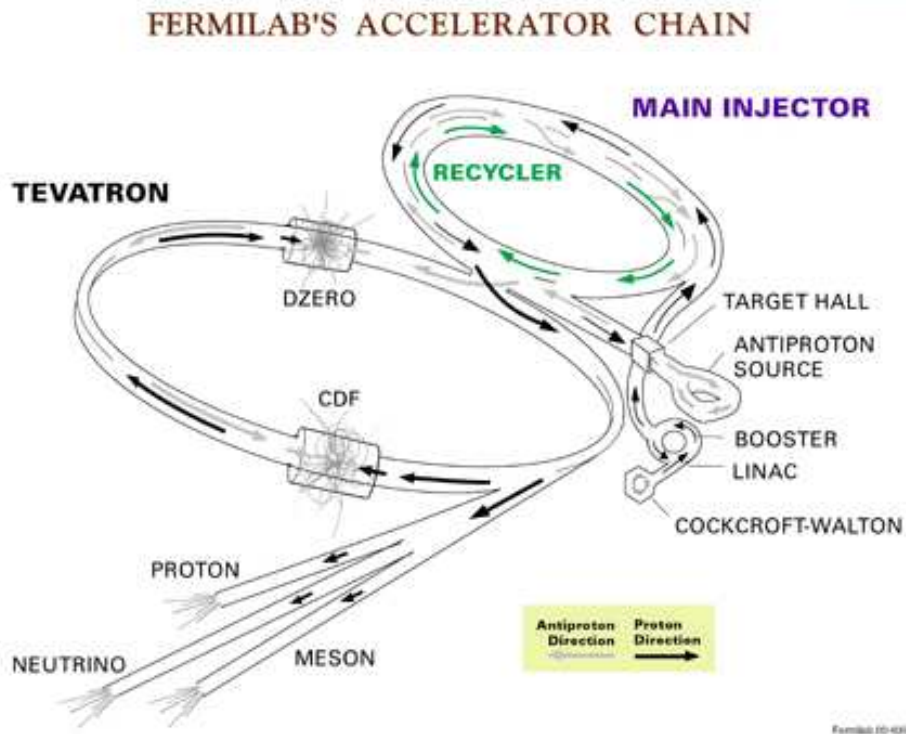 FERMILAB'S ACCELERATOR CHAIN
MAIN INJECTOR
RECYCLER
TEVATRON
DZERO
TARGET HALL
ANTIPROTON
SOURCE
CDF
BOOSTER
LINAC
COCKCROFT-WALTON
PROTON
NEUTRINO
MESON
Antiproton Proton
Direction Direction